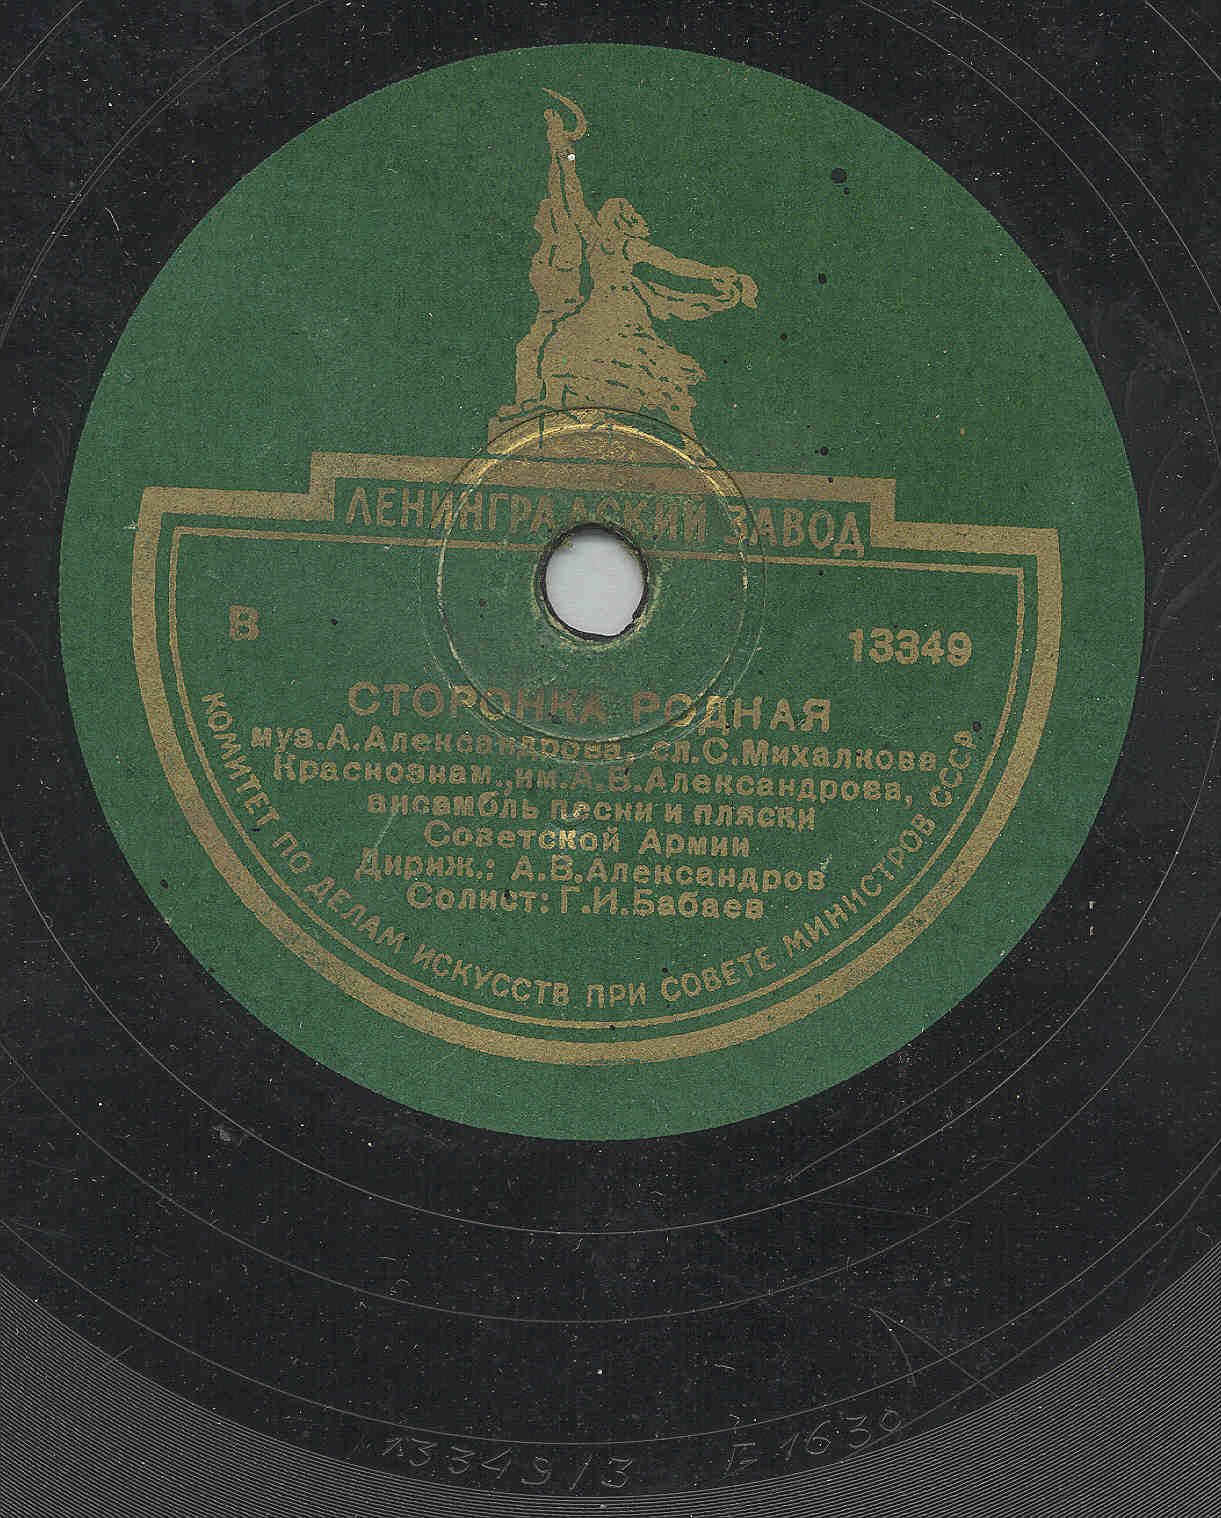 ЛЕНИНГРАДСКИЙ ЗАВОД
В 13349
СТОРОНКА РОДНАЯ
муз.А.Александрова, сл.С.Михалкова
Краснознам., им.А.В.Александрова,
ансамбль песни и пляски
Советской Армии
Дириж.: А.В.Александров
Солист: Г.И.Бабаев
КОМИТЕТ ПО ДЕЛАМ ИСКУССТВ ПРИ СОВЕТЕ МИНИСТРОВ СССР
13349/3 Г 1630